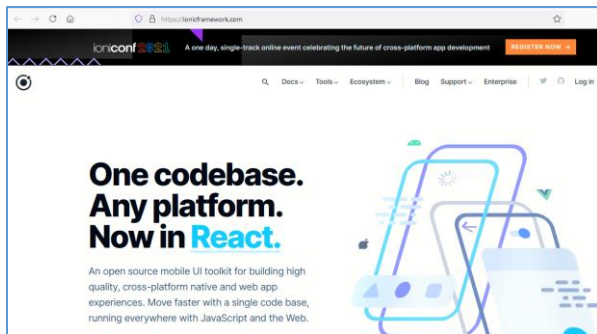 https://ionicframework.com
ioniconf2021 A one day, single-track online event celebrating the future of cross-platform app development REGISTER NOW →
Docs Tools Ecosystem Blog Support Enterprise Log in
One codebase.
Any platform.
Now in React.
An open source mobile UI toolkit for building high
quality, cross-platform native and web app
experiences. Move faster with a single code base,
running everywhere with JavaScript and the Web.